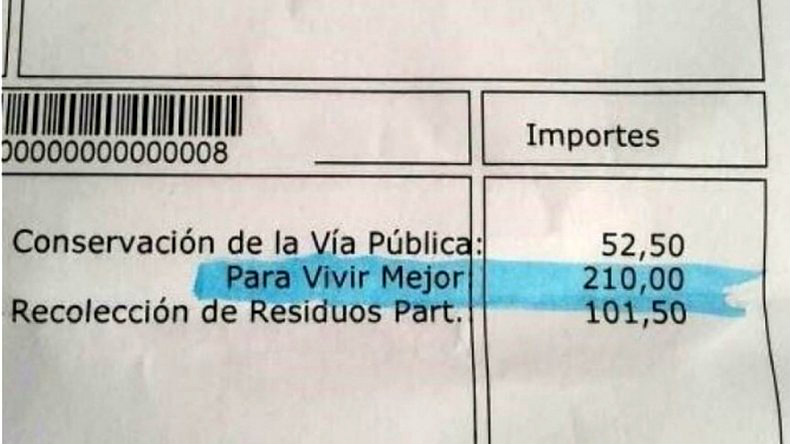 00000000000008
Importes
Conservación de la Vía Pública: 52,50
Para Vivir Mejor 210,00
Recolección de Residuos Part. 101,50